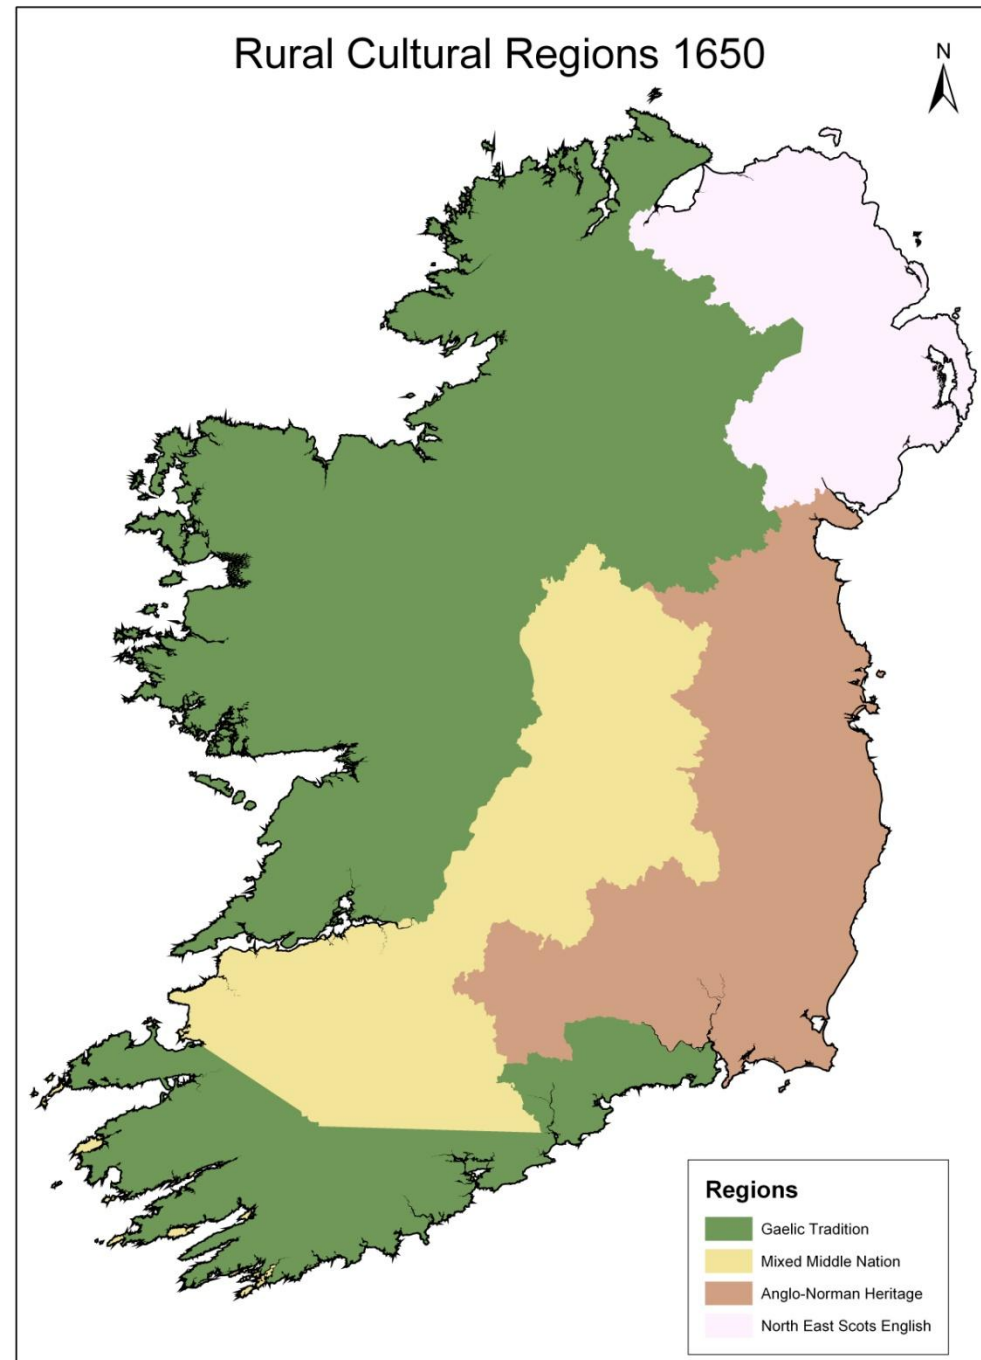 Rural Cultural Regions 1650
N
Regions
Gaelic Tradition
Mixed Middle Nation
Anglo-Norman Heritage
North East Scots English